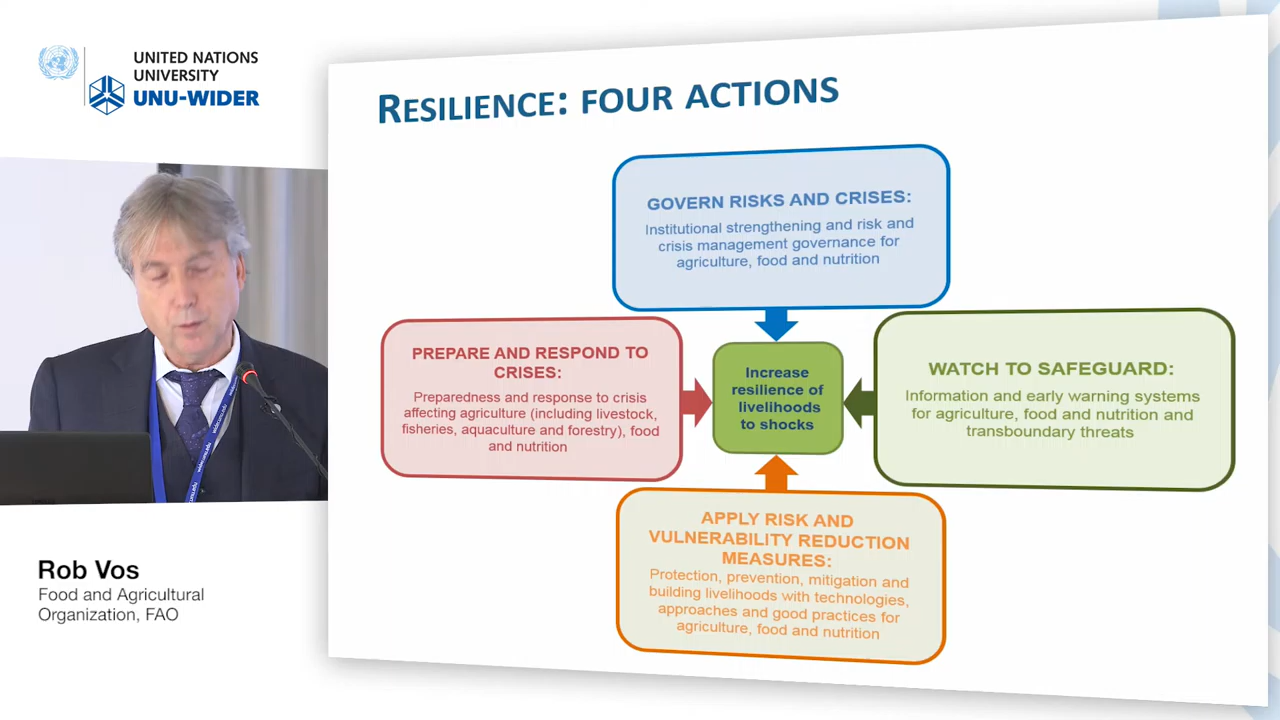 UNITED NATIONS
UNIVERSITY
UNU-WIDER
RESILIENCE: FOUR ACTIONS
GOVERN RISKS AND CRISES:
Institutional strengthening and risk and
crisis management governance for
agriculture, food and nutrition
PREPARE AND RESPOND TO
CRISES:
Preparedness and response to crisis
affecting agriculture (including livestock,
fisheries, aquaculture and forestry), food
and nutrition
Increase
resilience of
livelihoods
to shocks
WATCH TO SAFEGUARD:
Information and early warning systems
for agriculture, food and nutrition and
transboundary threats
APPLY RISK AND
VULNERABILITY REDUCTION
MEASURES:
Protection, prevention, mitigation and
building livelihoods with technologies,
approaches and good practices for
agriculture, food and nutrition
Rob Vos
Food and Agricultural
Organization, FAO